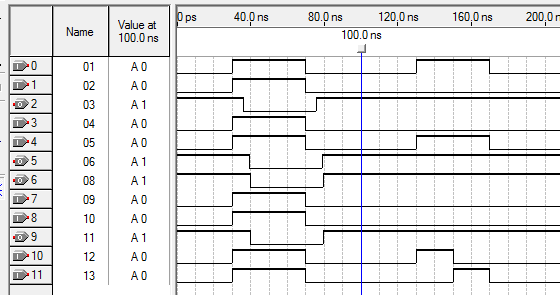 Name Value at 100.0 ns 0 ps 40.0 ns 80.0 ns 120.0 ns 160.0 ns 200.0
100.0 ns
0 01 A 0
1 02 A 0
2 03 A 1
3 04 A 0
4 05 A 0
5 06 A 1
6 08 A 1
7 09 A 0
8 10 A 0
9 11 A 1
10 12 A 0
11 13 A 0